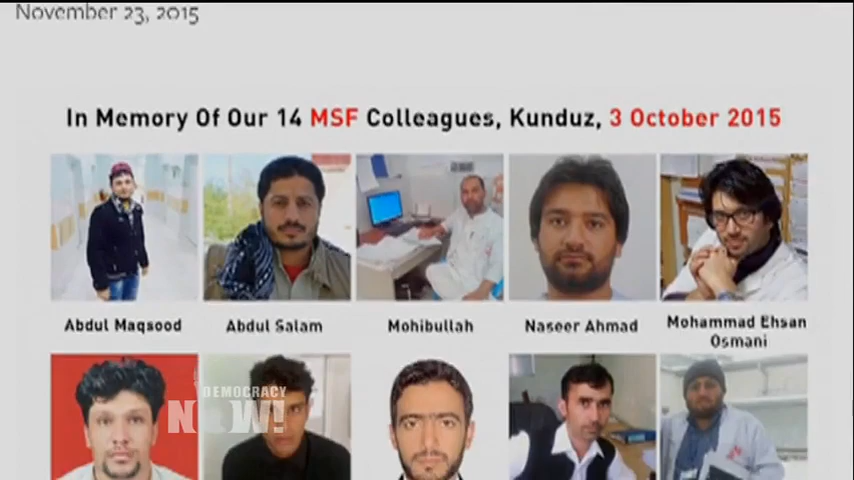 November 23, 2015
In Memory Of Our 14 MSF Colleagues, Kunduz, 3 October 2015
Abdul Maqsood
Abdul Salam
Mohibullah
Naseer Ahmad
Mohammad Ehsan
Osmani
DEMOCRACY
NOW!